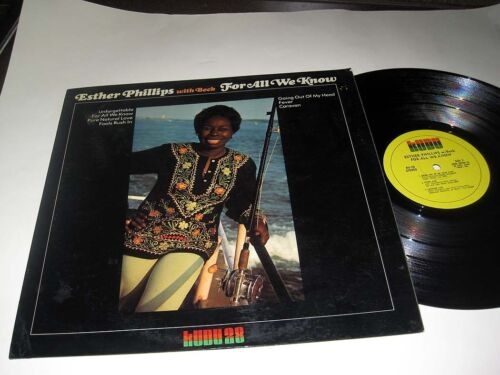 Esther Phillips with Beck For All We Know
Unforgettable
For All We Know
Pure Natural Love
Fools Rush In
Going Out Of My Head
Fever
Caravan
KUDU 28
KUDU
ESTHER PHILLIPS w/Beck
FOR ALL WE KNOW